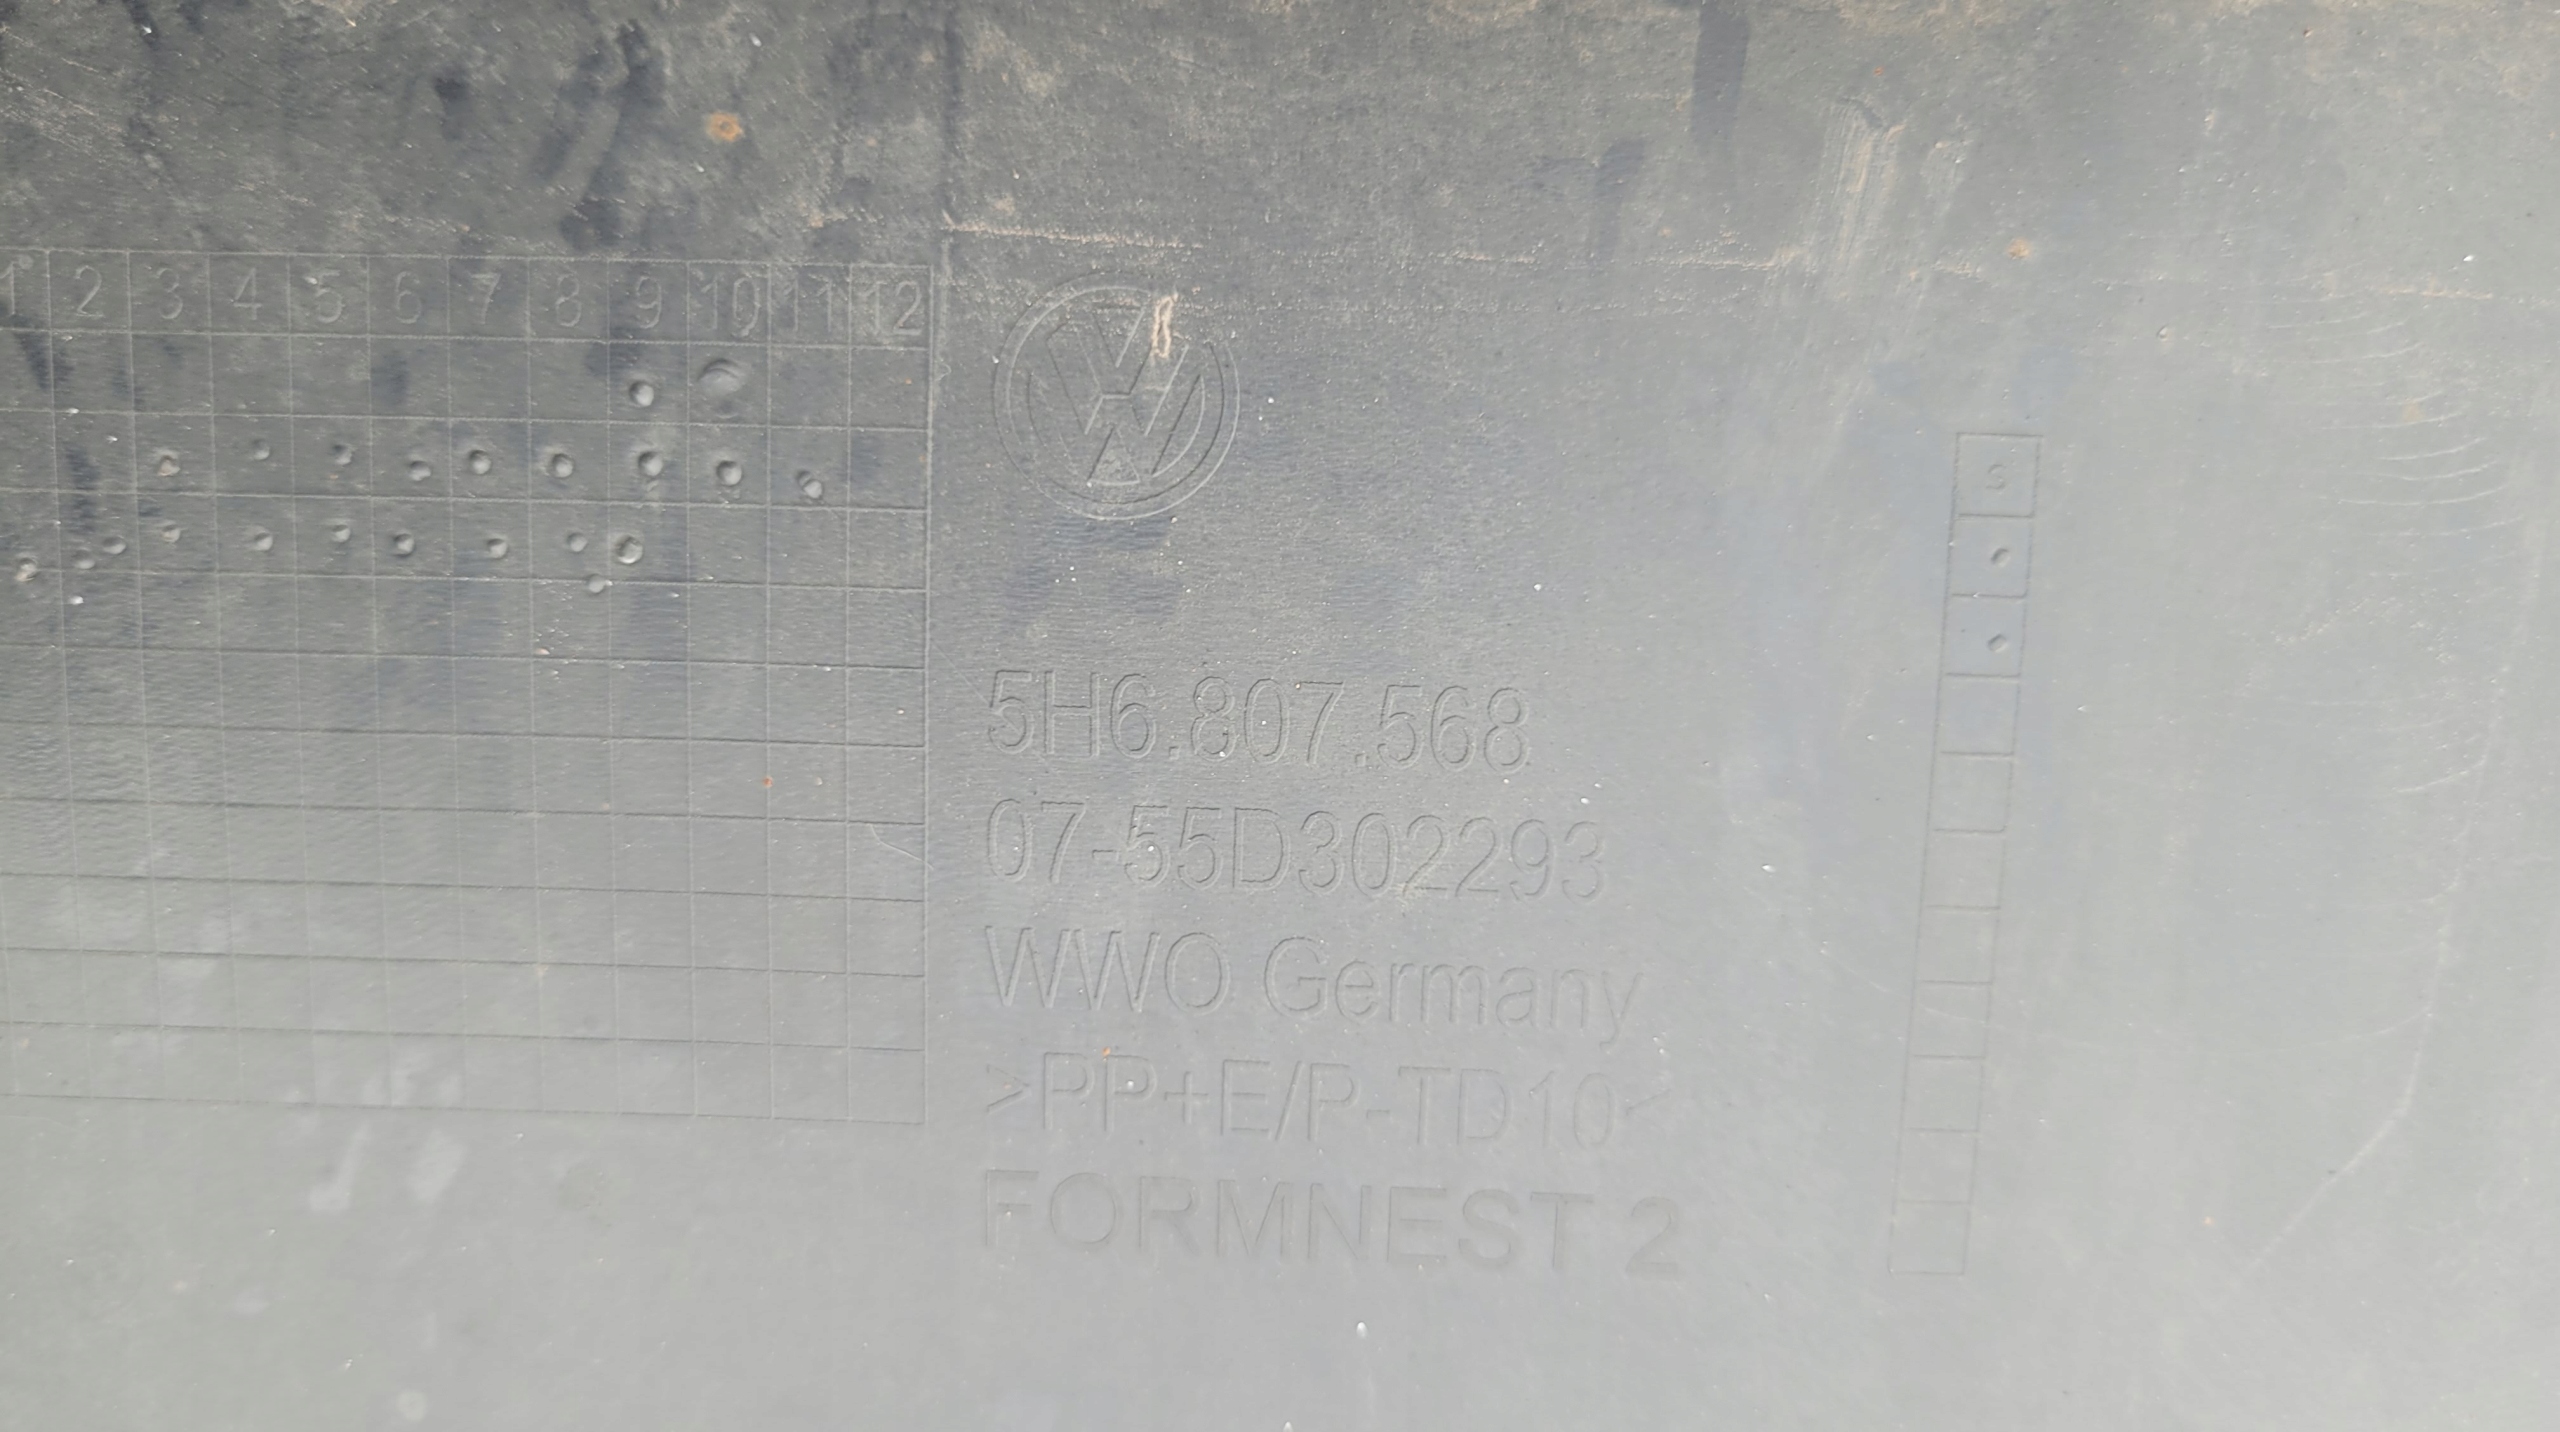 1 2 3 4 5 6 7 8 9 10 11 12
S
5H6.807.568
07-55D302293
WWO Germany
>PP+E/P-TD10<
FORMNEST 2